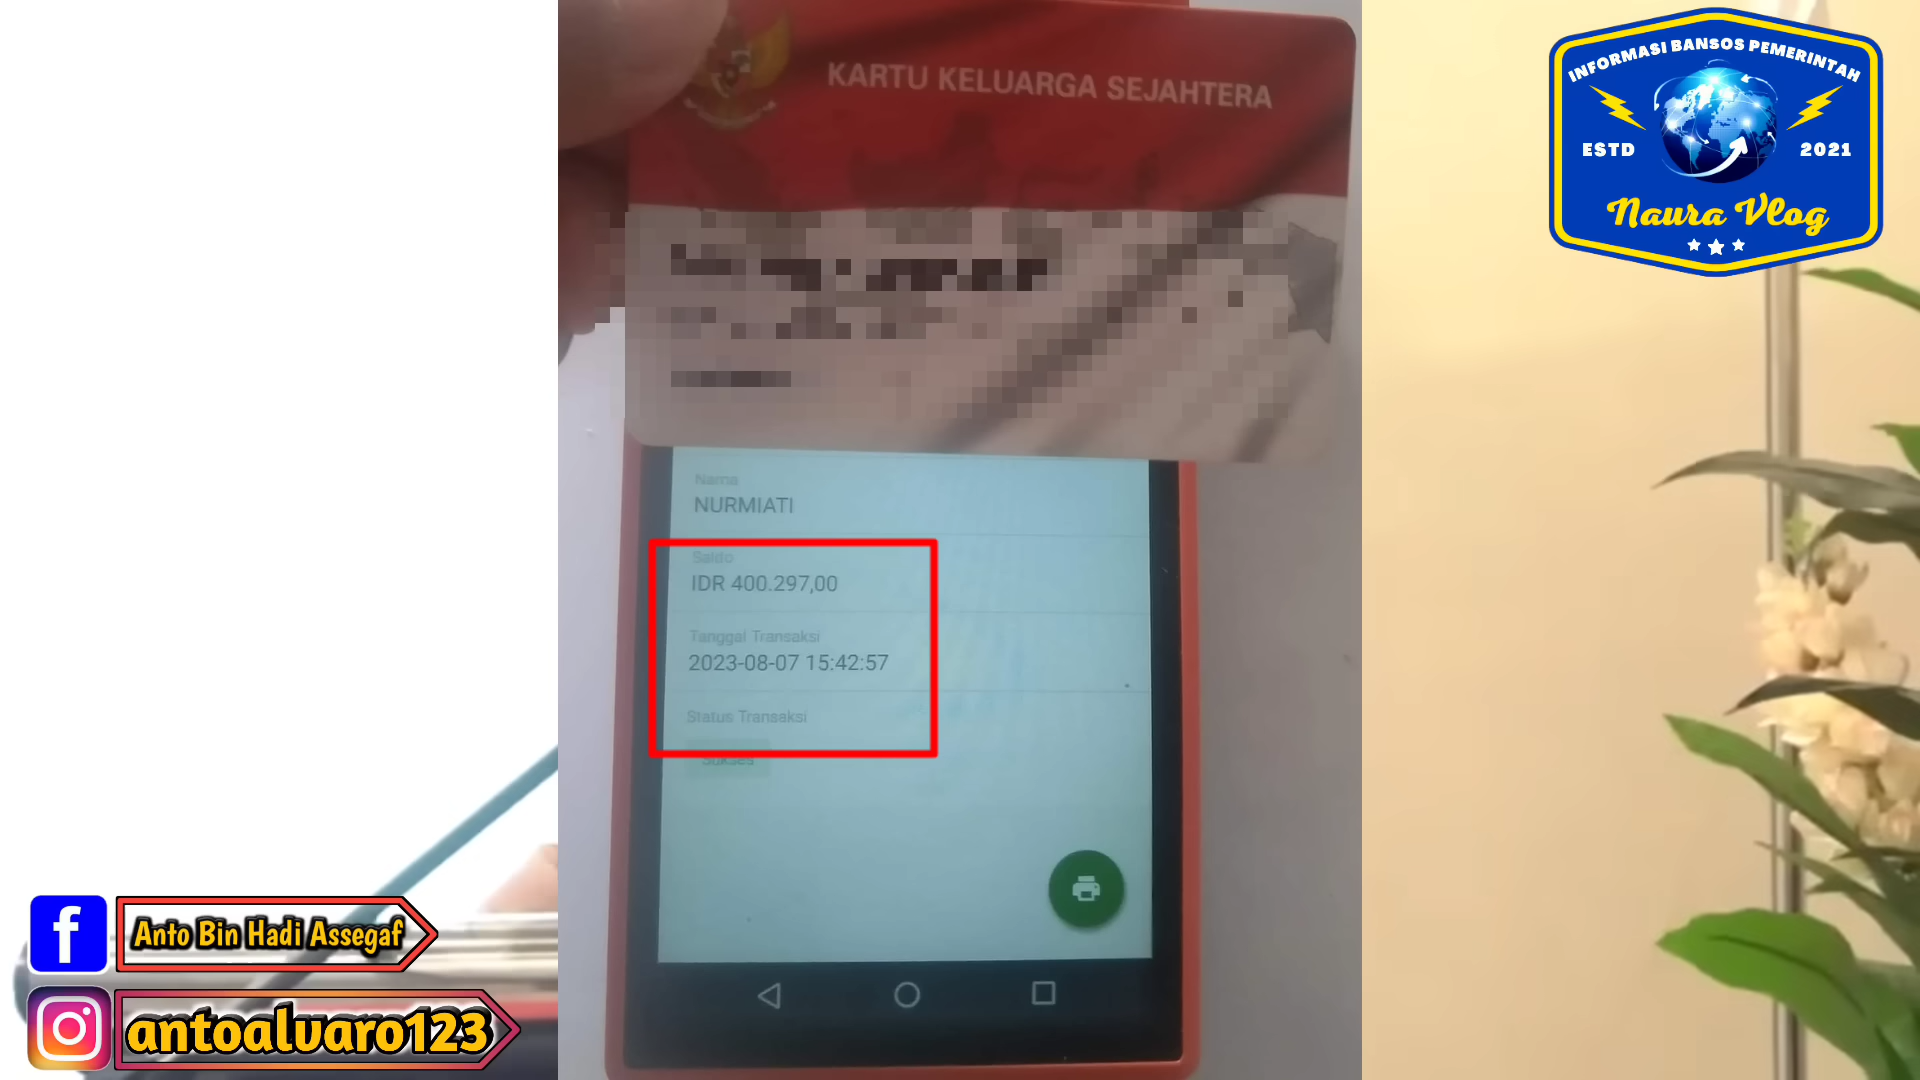 KARTU KELUARGA SEJAHTERA
INFORMASI BANSOS PEMERINTAH
ESTD 2021
Naura Vlog
Nama
NURMIATI
Saldo
IDR 400.297,00
Tanggal Transaksi
2023-08-07 15:42:57
Status Transaksi
Sukses
f Anto Bin Hadi Assegaf
antoalvaro123